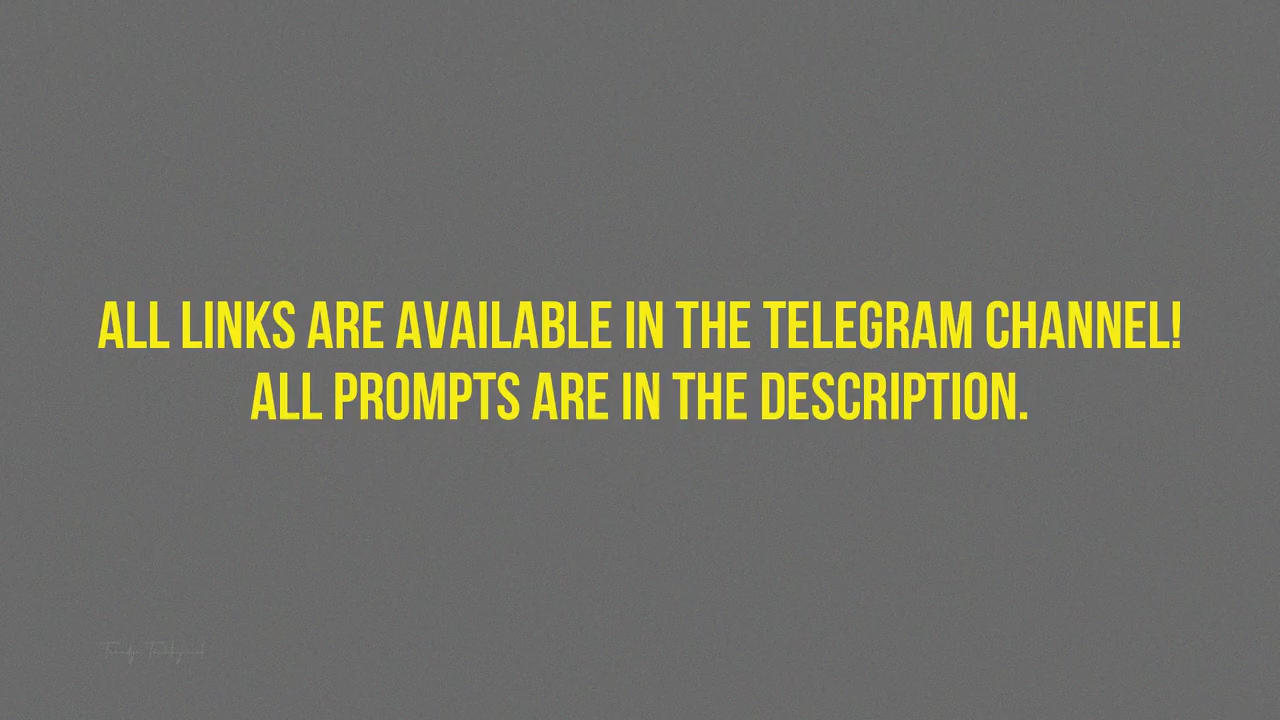 ALL LINKS ARE AVAILABLE IN THE TELEGRAM CHANNEL!
ALL PROMPTS ARE IN THE DESCRIPTION.